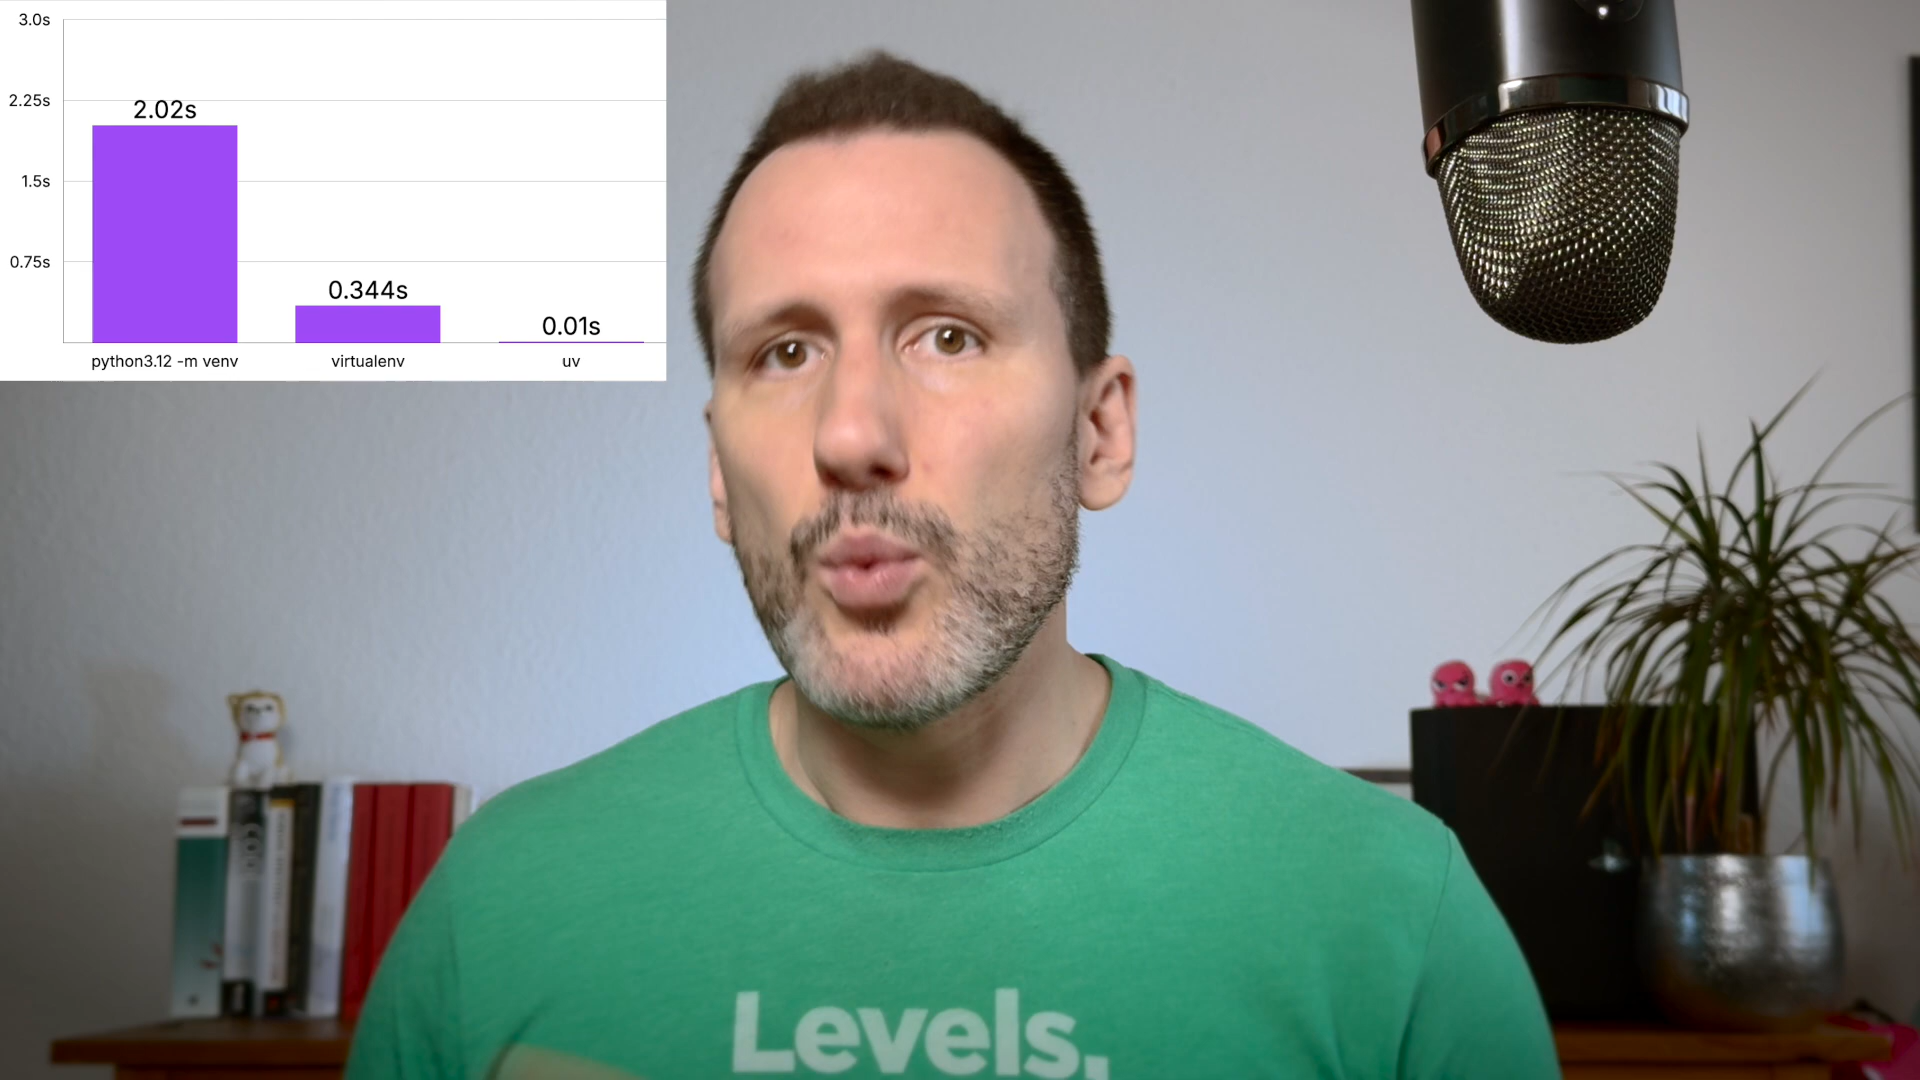 3.0s
2.25s
1.5s
0.75s
2.02s
0.344s
0.01s
python3.12 -m venv
virtualenv
uv
Levels.